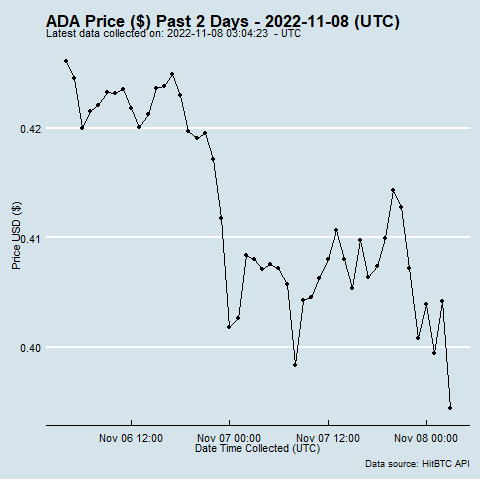 ADA Price ($) Past 2 Days - 2022-11-08 (UTC)
Latest data collected on: 2022-11-08 03:04:23 - UTC
0.42
0.41
0.40
Price USD ($)
Nov 06 12:00 Nov 07 00:00 Nov 07 12:00 Nov 08 00:00
Date Time Collected (UTC)
Data source: HitBTC API